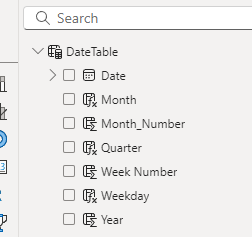 Search
DateTable
Date
Month
Month_Number
Quarter
Week Number
Weekday
Year